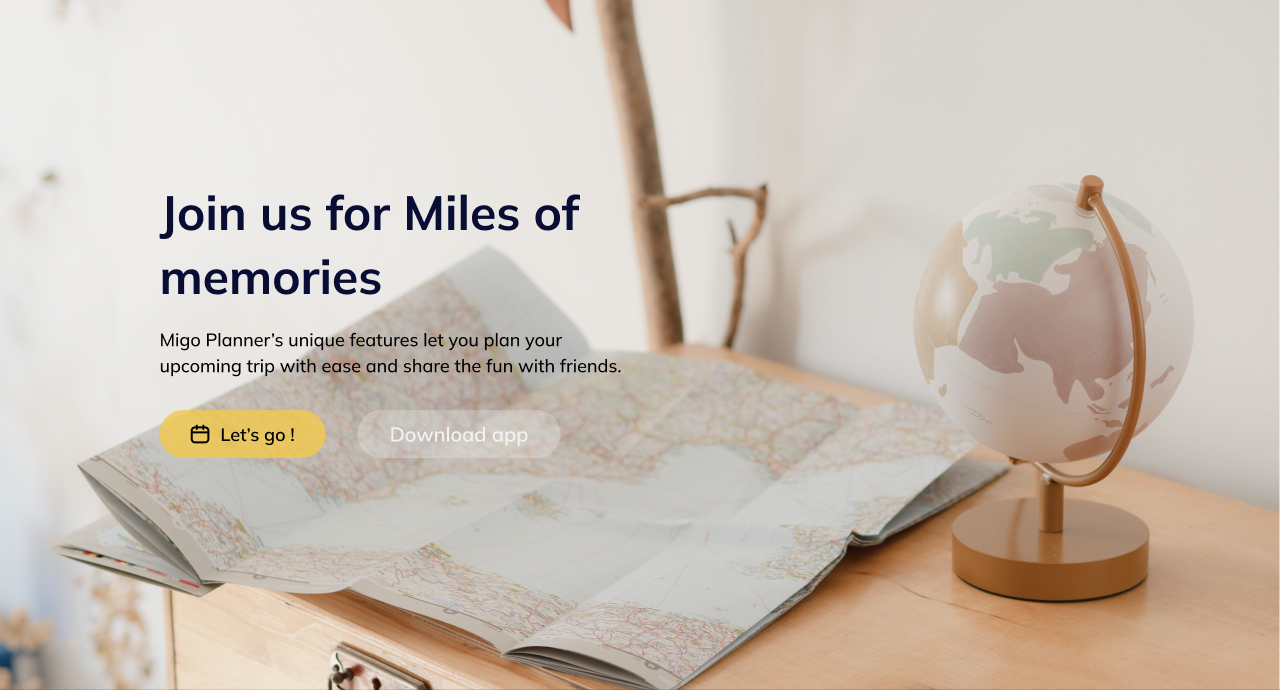 Join us for Miles of
memories
Migo Planner’s unique features let you plan your
upcoming trip with ease and share the fun with friends.
Let’s go !
Download app